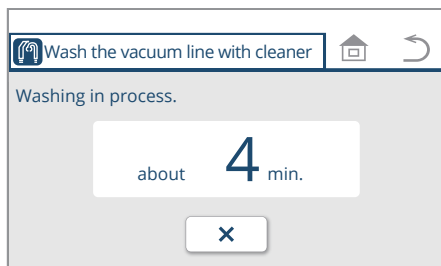 Wash the vacuum line with cleaner
Washing in process.
about 4 min.